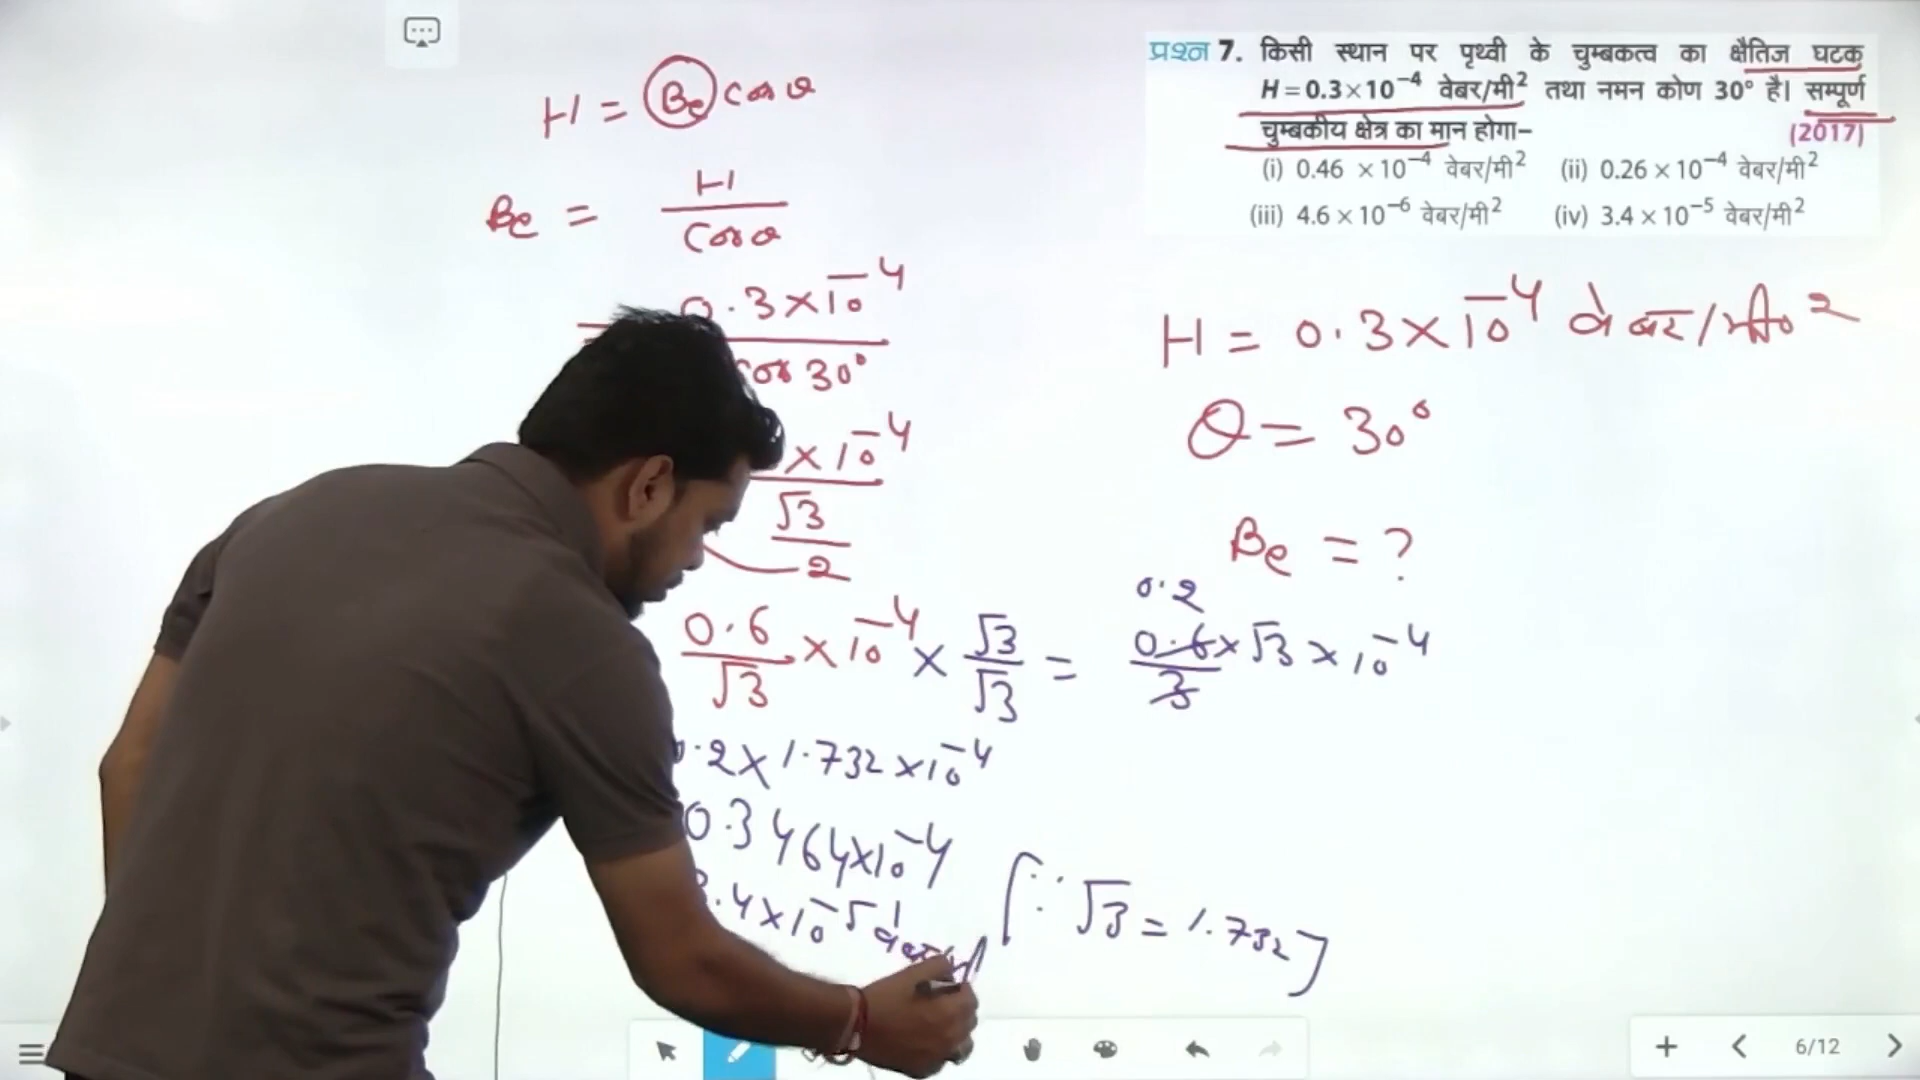 प्रश्न 7. किसी स्थान पर पृथ्वी के चुम्बकत्व का क्षैतिज घटक
H = 0.3×10⁻⁴ वेबर/मी² तथा नमन कोण 30° है। सम्पूर्ण
चुम्बकीय क्षेत्र का मान होगा– (2017)
(i) 0.46 × 10⁻⁴ वेबर/मी² (ii) 0.26 × 10⁻⁴ वेबर/मी²
(iii) 4.6 × 10⁻⁶ वेबर/मी² (iv) 3.4 × 10⁻⁵ वेबर/मी²
H = Be cos θ
Be = H / cos θ
0.3×10⁻⁴ / cos 30°
×10⁻⁴ / √3/2
0.6/√3 × 10⁻⁴ × √3/√3 = 0.6×√3×10⁻⁴ / 3
0.2
.2×1.732×10⁻⁴
0.3464×10⁻⁴
.4×10⁻⁵
[∵ √3 = 1.732]
H = 0.3×10⁻⁴ वेबर/मी०²
θ = 30°
Be = ?
6/12